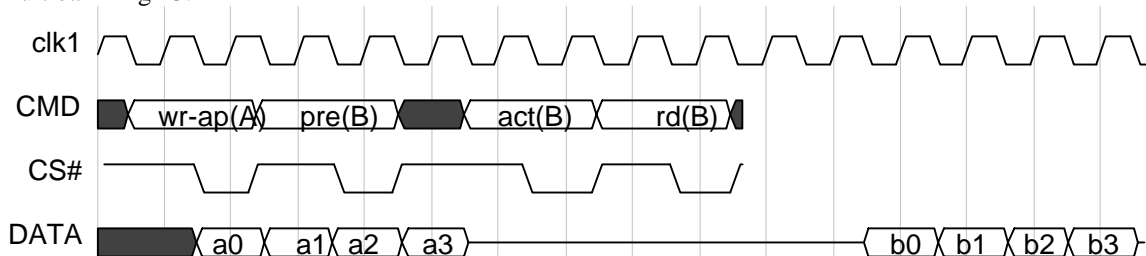 clk1
CMD wr-ap(A) pre(B) act(B) rd(B)
CS#
DATA a0 a1 a2 a3 b0 b1 b2 b3